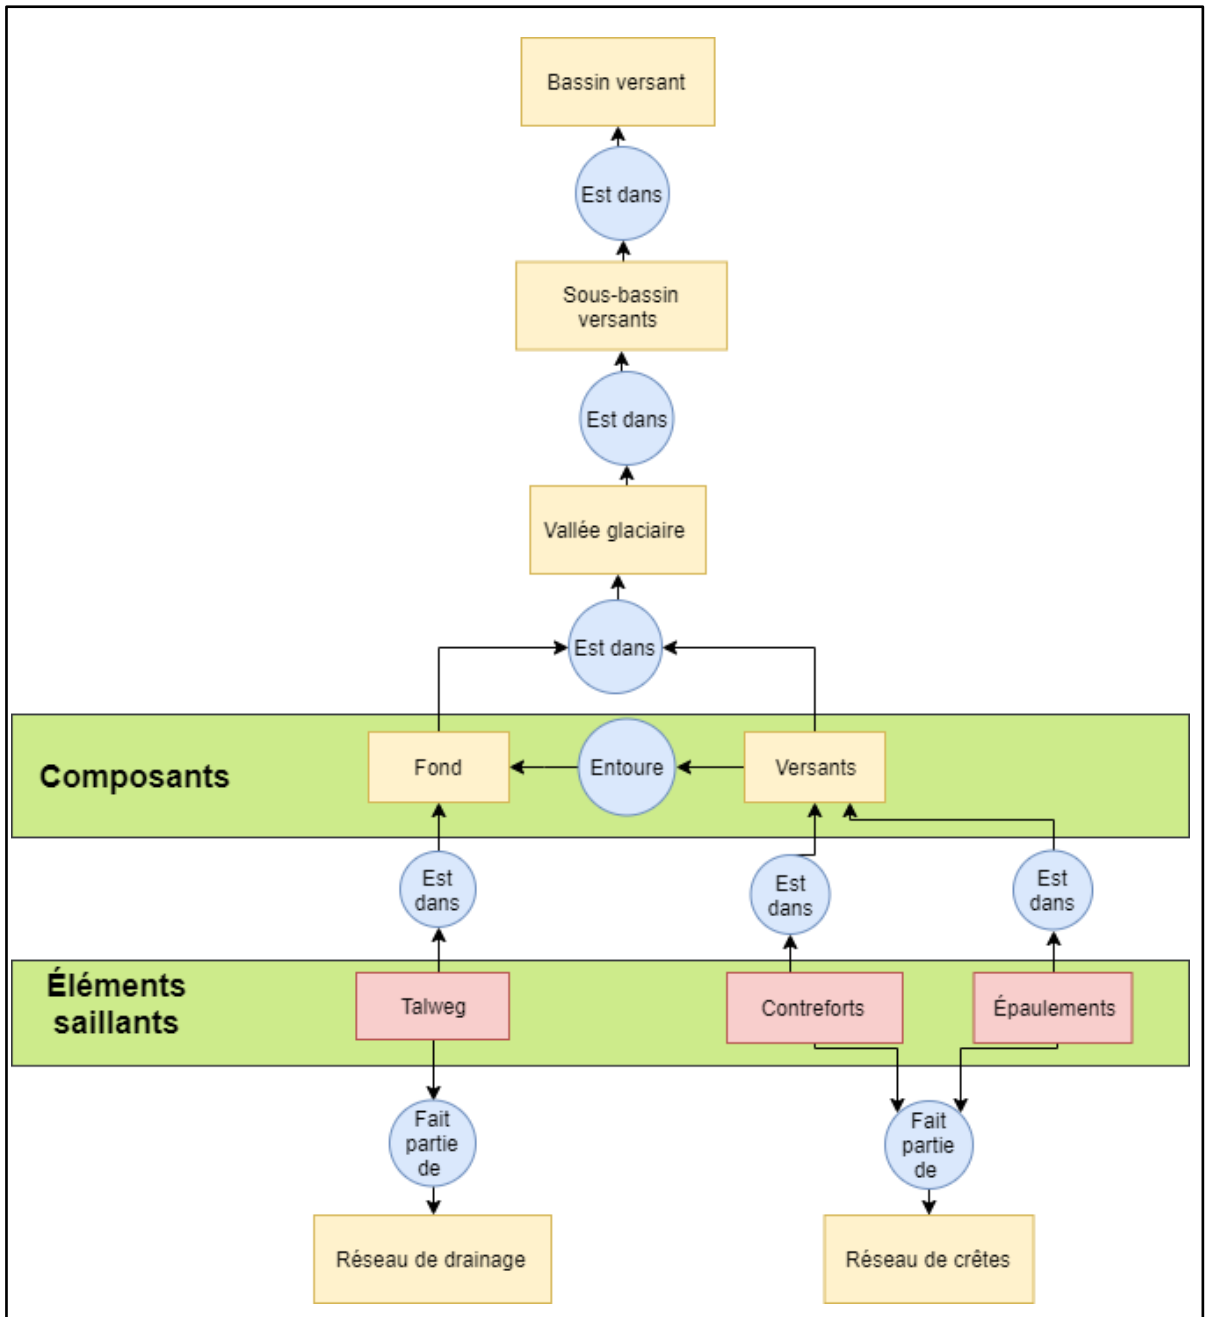 Bassin versant
Est dans
Sous-bassin
versants
Est dans
Vallée glaciaire
Est dans
Composants
Fond
Entoure
Versants
Est
dans
Est
dans
Est
dans
Éléments
saillants
Talweg
Contreforts
Épaulements
Fait
partie
de
Fait
partie
de
Réseau de drainage
Réseau de crêtes